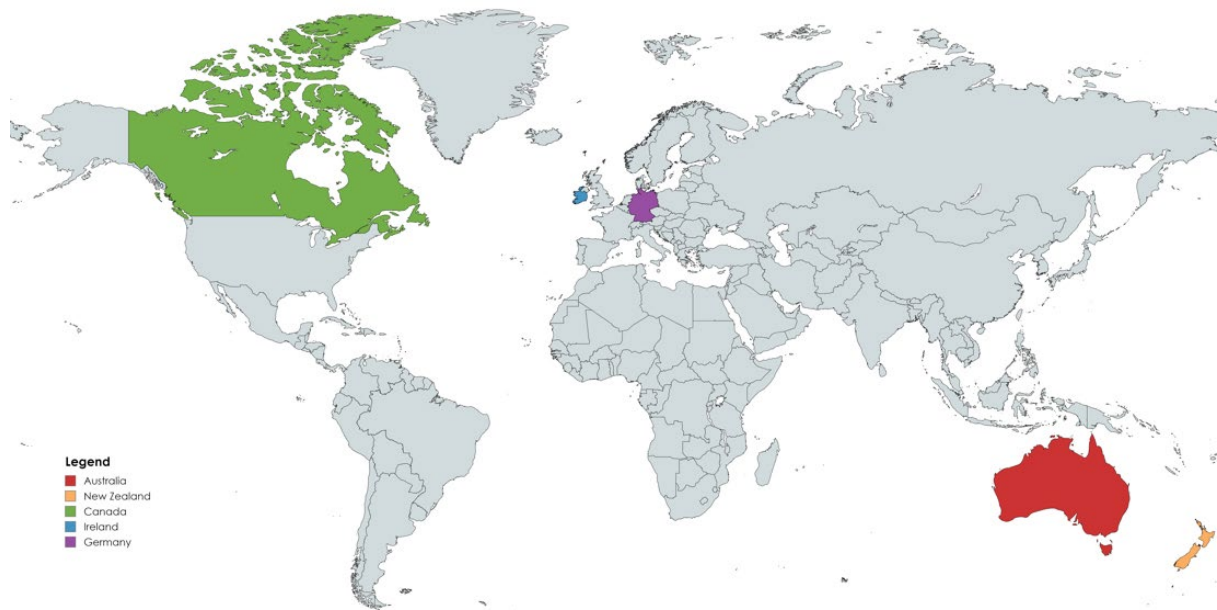 Legend
Australia
New Zealand
Canada
Ireland
Germany